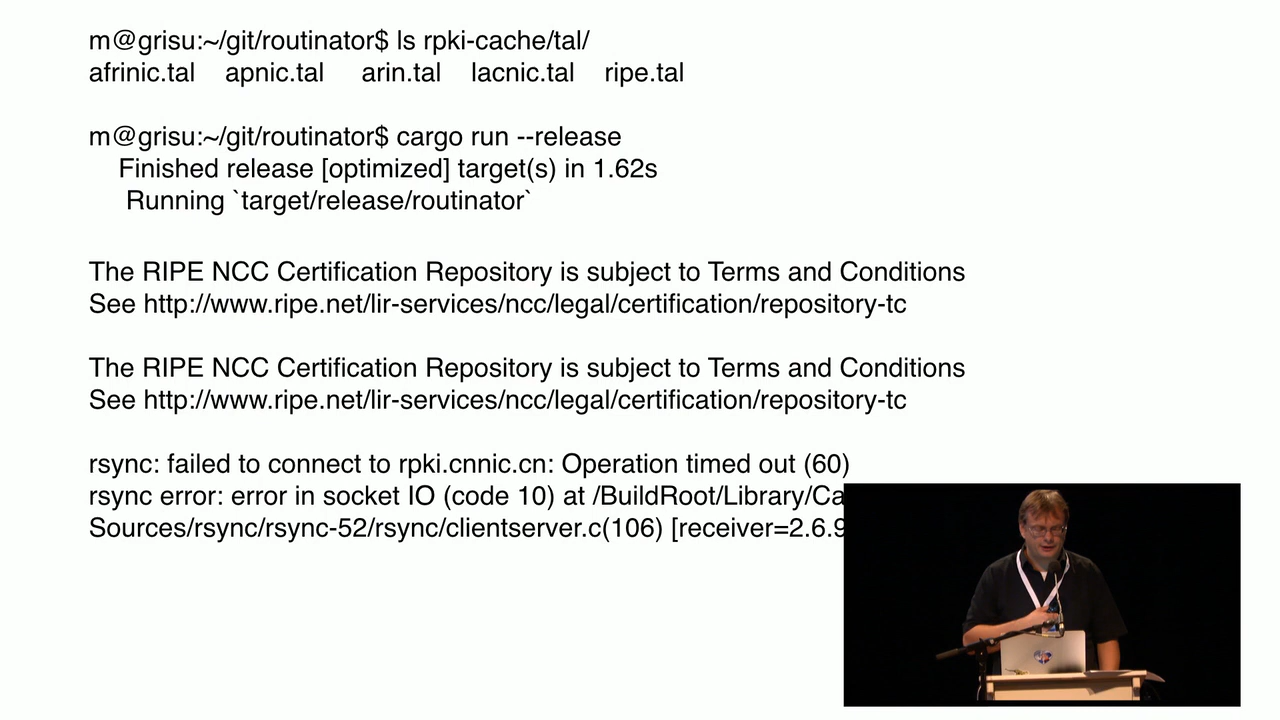 m@grisu:~/git/routinator$ ls rpki-cache/tal/
afrinic.tal apnic.tal arin.tal lacnic.tal ripe.tal
m@grisu:~/git/routinator$ cargo run --release
Finished release [optimized] target(s) in 1.62s
Running `target/release/routinator`
The RIPE NCC Certification Repository is subject to Terms and Conditions
See http://www.ripe.net/lir-services/ncc/legal/certification/repository-tc
The RIPE NCC Certification Repository is subject to Terms and Conditions
See http://www.ripe.net/lir-services/ncc/legal/certification/repository-tc
rsync: failed to connect to rpki.cnnic.cn: Operation timed out (60)
rsync error: error in socket IO (code 10) at /BuildRoot/Library/Ca
Sources/rsync/rsync-52/rsync/clientserver.c(106) [receiver=2.6.9